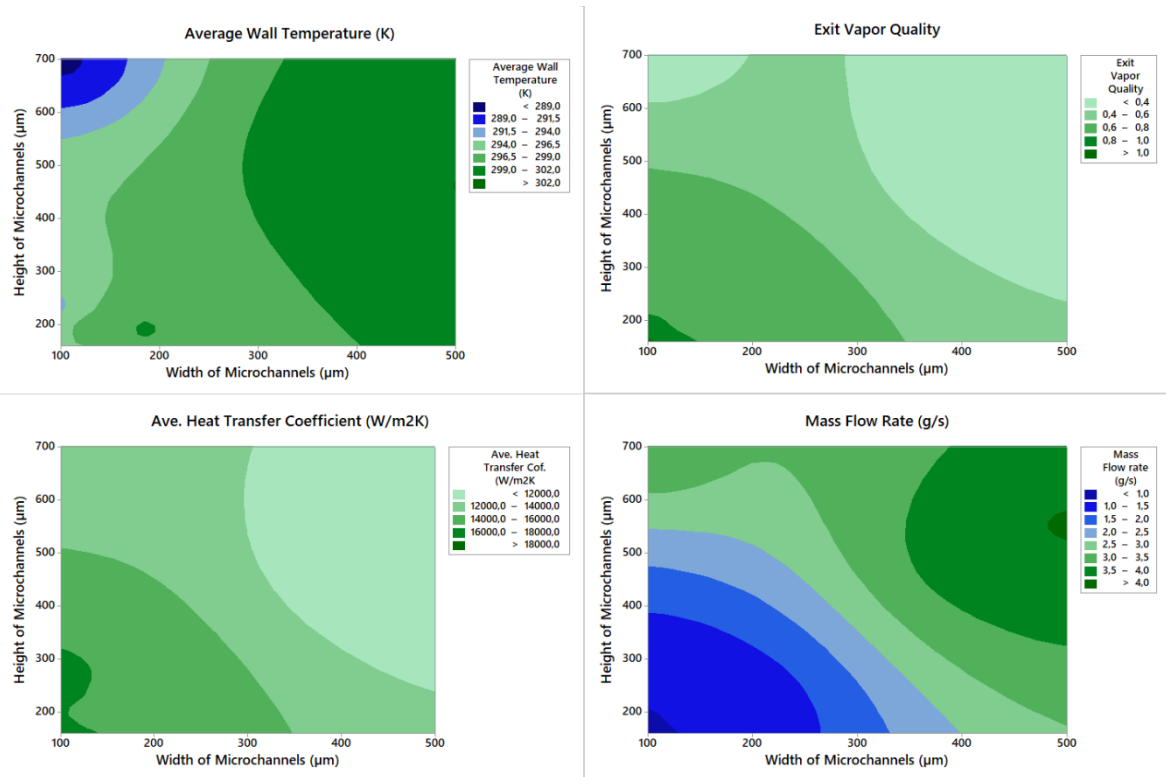 Average Wall Temperature (K)
700
600
500
400
300
200
100
200
300
400
500
Height of Microchannels (µm)
Width of Microchannels (µm)
Average Wall
Temperature
(K)
< 289,0
289,0 – 291,5
291,5 – 294,0
294,0 – 296,5
296,5 – 299,0
299,0 – 302,0
> 302,0
Exit Vapor Quality
700
600
500
400
300
200
100
200
300
400
500
Height of Microchannels (µm)
Width of Microchannels (µm)
Exit
Vapor
Quality
< 0,4
0,4 – 0,6
0,6 – 0,8
0,8 – 1,0
> 1,0
Ave. Heat Transfer Coefficient (W/m2K)
700
600
500
400
300
200
100
200
300
400
500
Height of Microchannels (µm)
Width of Microchannels (µm)
Ave. Heat
Transfer Cof.
(W/m2K
< 12000,0
12000,0 – 14000,0
14000,0 – 16000,0
16000,0 – 18000,0
> 18000,0
Mass Flow Rate (g/s)
700
600
500
400
300
200
100
200
300
400
500
Height of Microchannels (µm)
Width of Microchannels (µm)
Mass
Flow rate
(g/s)
< 1,0
1,0 – 1,5
1,5 – 2,0
2,0 – 2,5
2,5 – 3,0
3,0 – 3,5
3,5 – 4,0
> 4,0